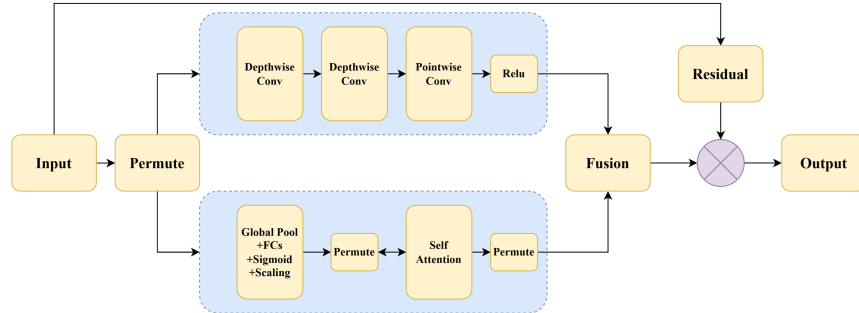 Depthwise
Conv
Depthwise
Conv
Pointwise
Conv
Relu
Residual
Input
Permute
Fusion
Output
Global Pool
+FCs
+Sigmoid
+Scaling
Permute
Self
Attention
Permute